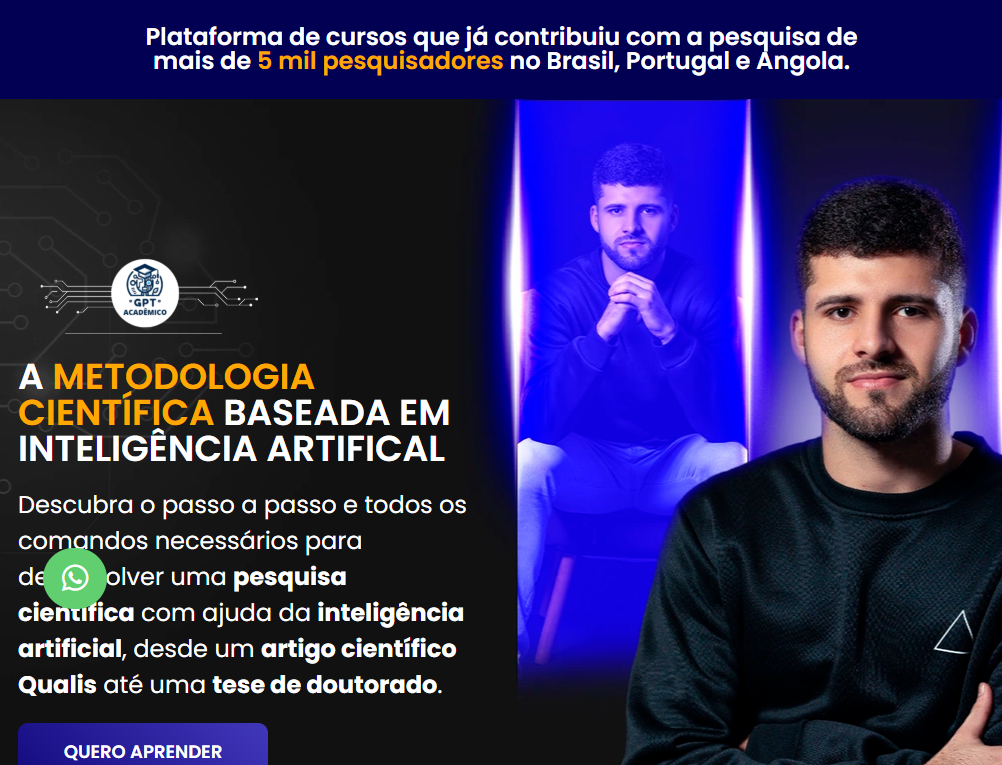 Plataforma de cursos que já contribuiu com a pesquisa de
mais de 5 mil pesquisadores no Brasil, Portugal e Angola.
GPT
ACADÊMICO
A METODOLOGIA
CIENTÍFICA BASEADA EM
INTELIGÊNCIA ARTIFICAL
Descubra o passo a passo e todos os
comandos necessários para
uma pesquisa
científica com ajuda da inteligência
artificial, desde um artigo científico
Qualis até uma tese de doutorado.
QUERO APRENDER